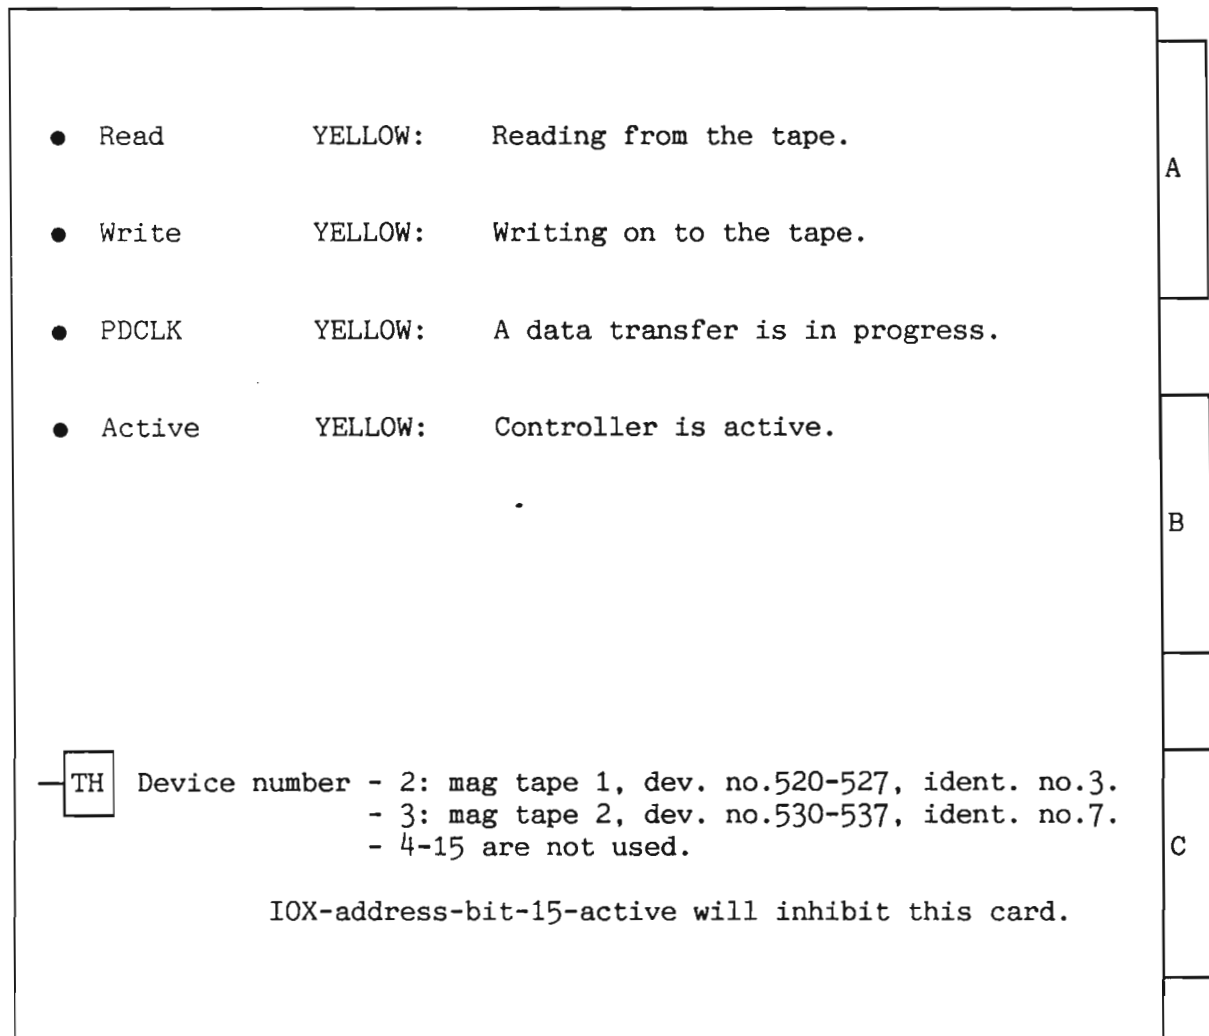 ● Read YELLOW: Reading from the tape.
A
● Write YELLOW: Writing on to the tape.
● PDCLK YELLOW: A data transfer is in progress.
● Active YELLOW: Controller is active.
B
TH Device number - 2: mag tape 1, dev. no.520-527, ident. no.3.
- 3: mag tape 2, dev. no.530-537, ident. no.7.
- 4-15 are not used.
C
IOX-address-bit-15-active will inhibit this card.